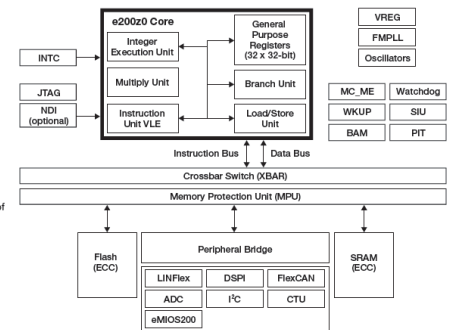 e200z0 Core
Integer
Execution Unit
General
Purpose
Registers
(32 x 32-bit)
Multiply Unit
Branch Unit
Instruction
Unit VLE
Load/Store
Unit
INTC
JTAG
NDI
(optional)
VREG
FMPLL
Oscillators
MC_ME
Watchdog
WKUP
SIU
BAM
PIT
Instruction Bus
Data Bus
Crossbar Switch (XBAR)
Memory Protection Unit (MPU)
of
Flash
(ECC)
Peripheral Bridge
SRAM
(ECC)
LINFlex
DSPI
FlexCAN
ADC
I²C
CTU
eMIOS200